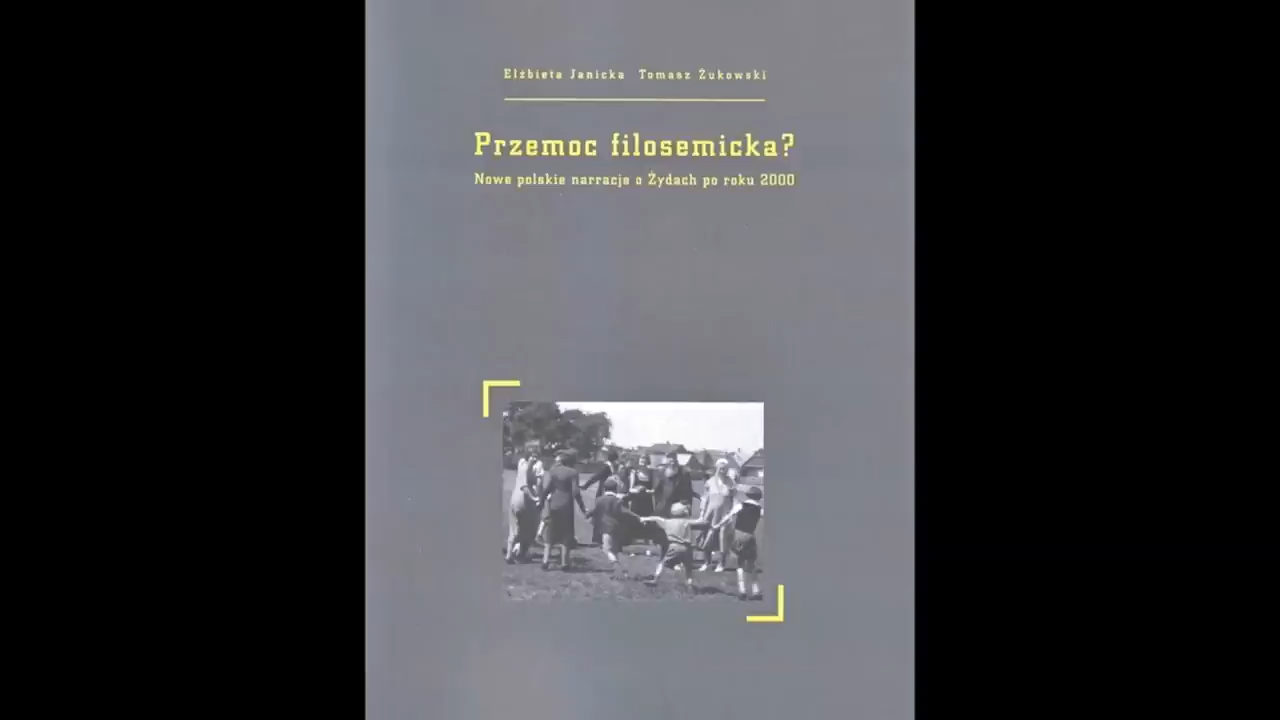 Elżbieta Janicka Tomasz Żukowski
Przemoc filosemicka?
Nowe polskie narracje o Żydach po roku 2000